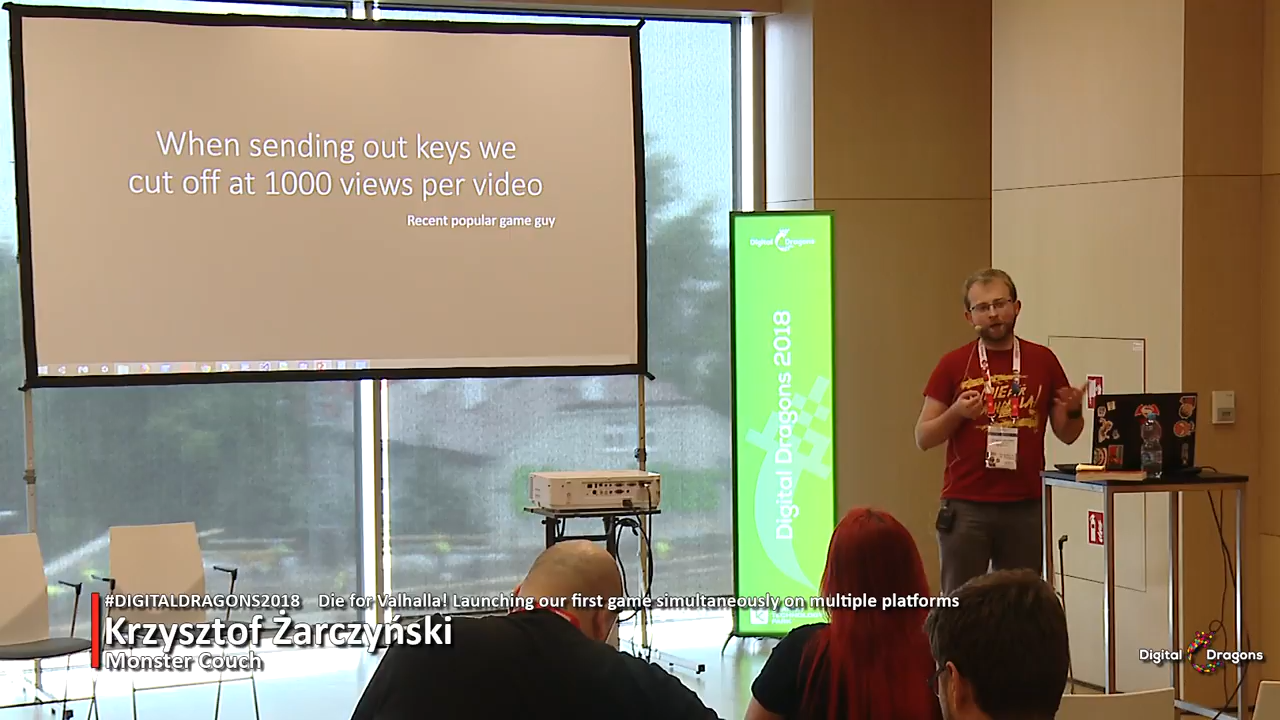 When sending out keys we
cut off at 1000 views per video
Recent popular game guy
Digital Dragons
Digital Dragons 2018
#DIGITALDRAGONS2018 Die for Valhalla! Launching our first game simultaneously on multiple platforms
Krzysztof Żarczyński
Monster Couch
Digital Dragons